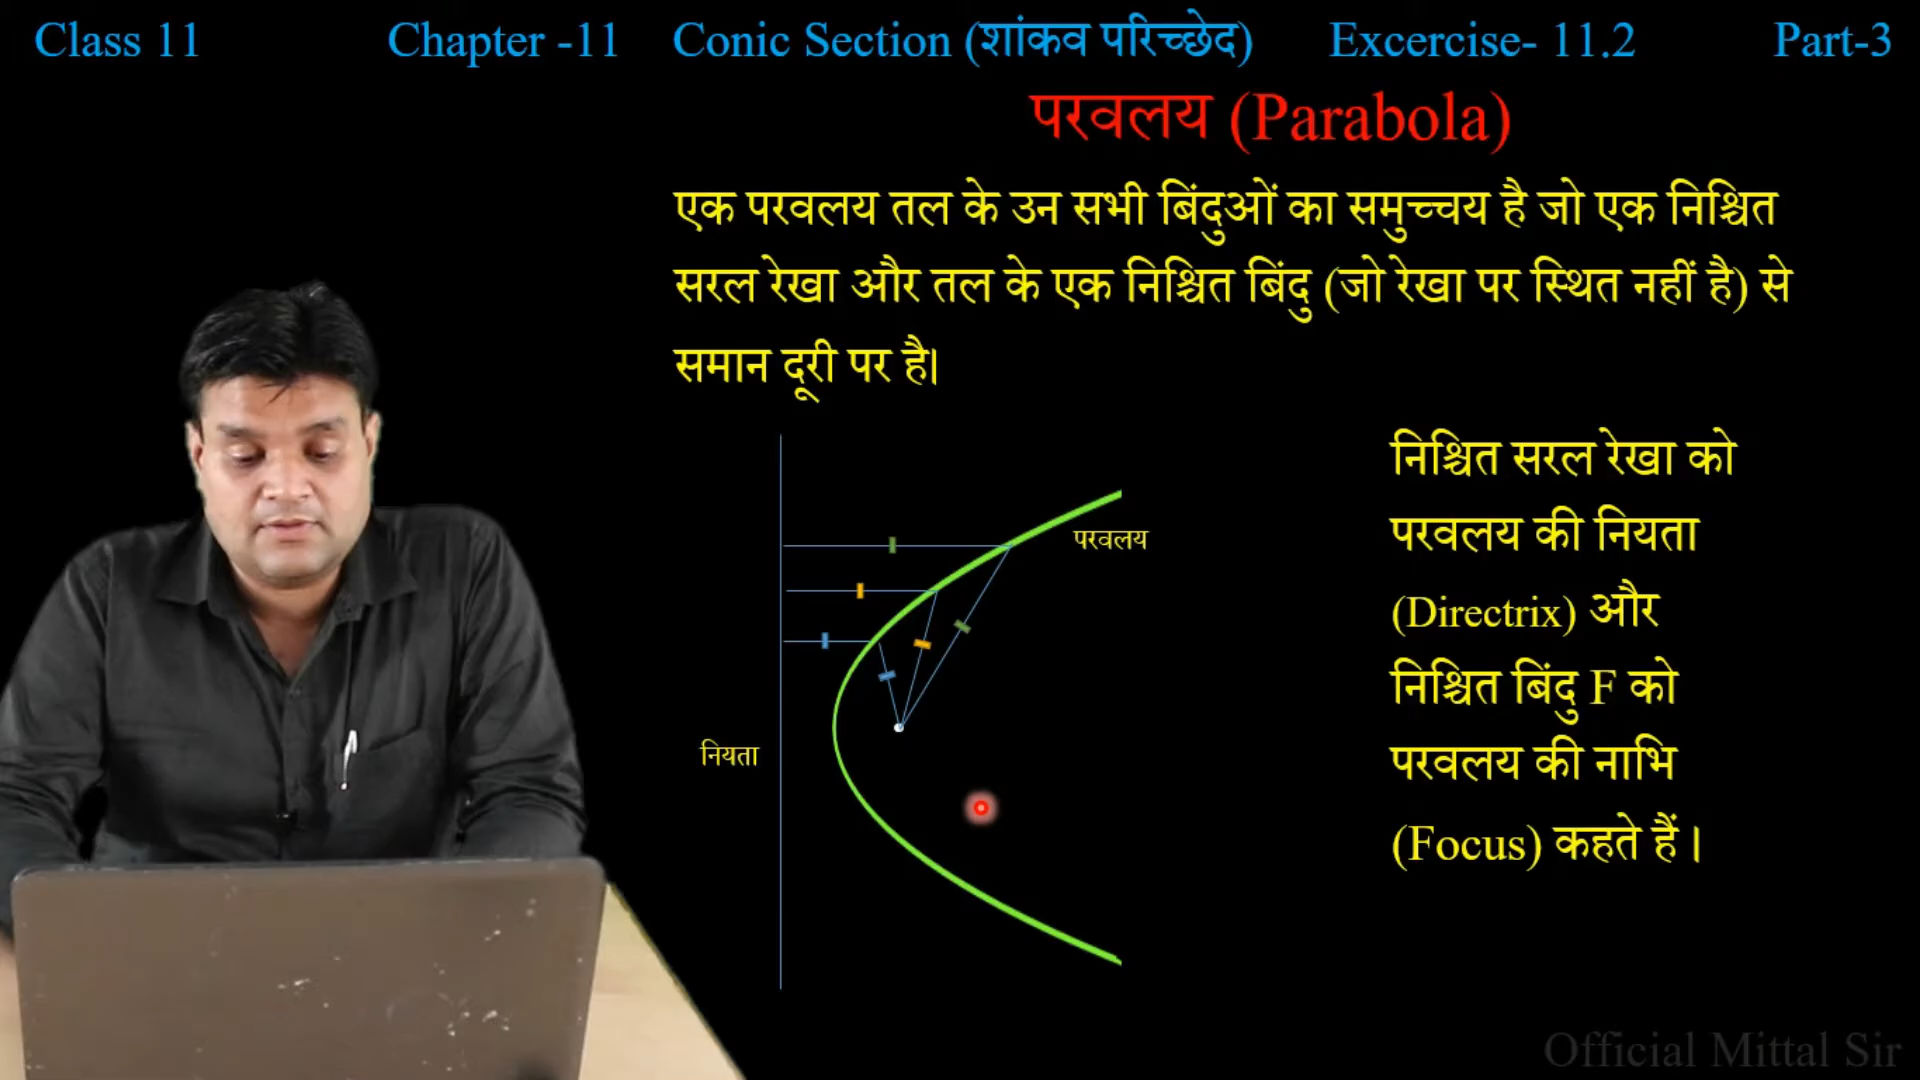 Class 11 Chapter -11 Conic Section (शांकव परिच्छेद) Excercise- 11.2 Part-3
परवलय (Parabola)
एक परवलय तल के उन सभी बिंदुओं का समुच्चय है जो एक निश्चित
सरल रेखा और तल के एक निश्चित बिंदु (जो रेखा पर स्थित नहीं है) से
समान दूरी पर है।
परवलय
नियता
निश्चित सरल रेखा को
परवलय की नियता
(Directrix) और
निश्चित बिंदु F को
परवलय की नाभि
(Focus) कहते हैं ।
Official Mittal Sir